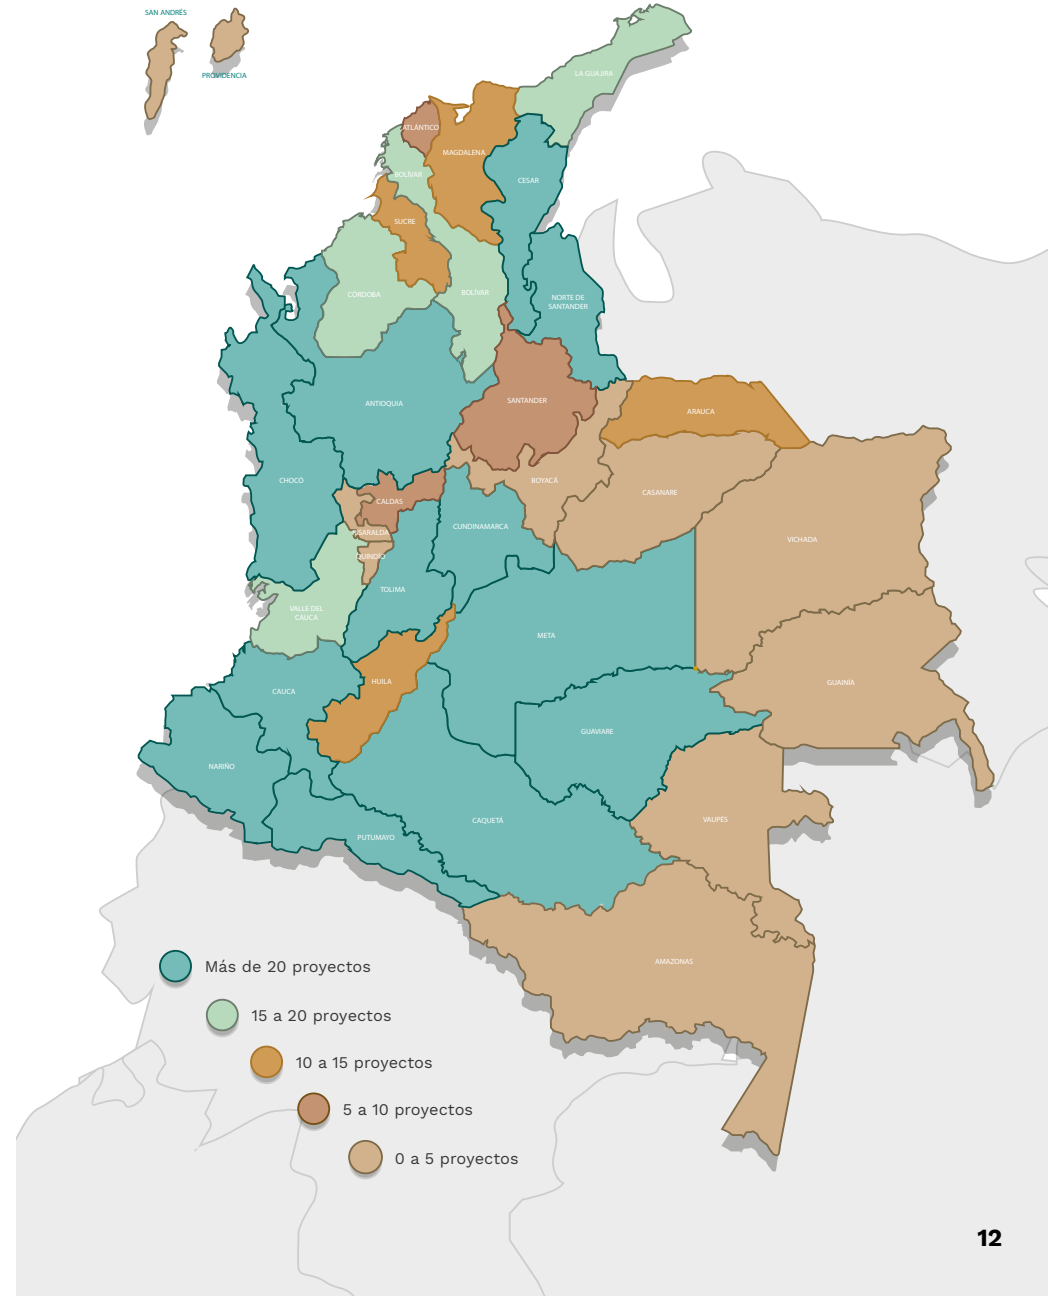 SAN ANDRÉS
PROVIDENCIA
LA GUAJIRA
ATLÁNTICO
MAGDALENA
BOLÍVAR
CESAR
SUCRE
CÓRDOBA
BOLÍVAR
NORTE DE
SANTANDER
ANTIOQUIA
SANTANDER
ARAUCA
CHOCÓ
BOYACÁ
CASANARE
CALDAS
CUNDINAMARCA
RISARALDA
VICHADA
QUINDÍO
TOLIMA
VALLE DEL
CAUCA
META
HUILA
GUAINÍA
CAUCA
GUAVIARE
NARIÑO
CAQUETÁ
VAUPÉS
PUTUMAYO
AMAZONAS
Más de 20 proyectos
15 a 20 proyectos
10 a 15 proyectos
5 a 10 proyectos
0 a 5 proyectos
12